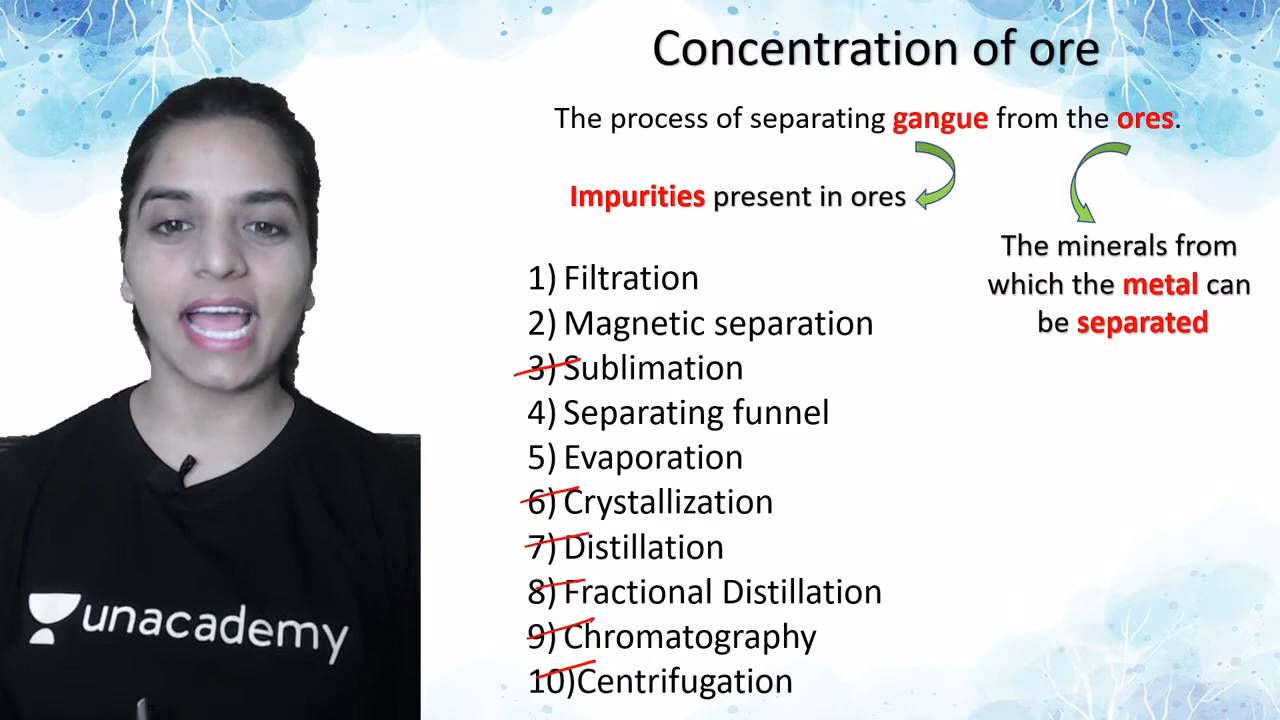 Concentration of ore
The process of separating gangue from the ores.
Impurities present in ores
The minerals from
which the metal can
be separated
1) Filtration
2) Magnetic separation
3) Sublimation
4) Separating funnel
5) Evaporation
6) Crystallization
7) Distillation
8) Fractional Distillation
9) Chromatography
10)Centrifugation
unacademy